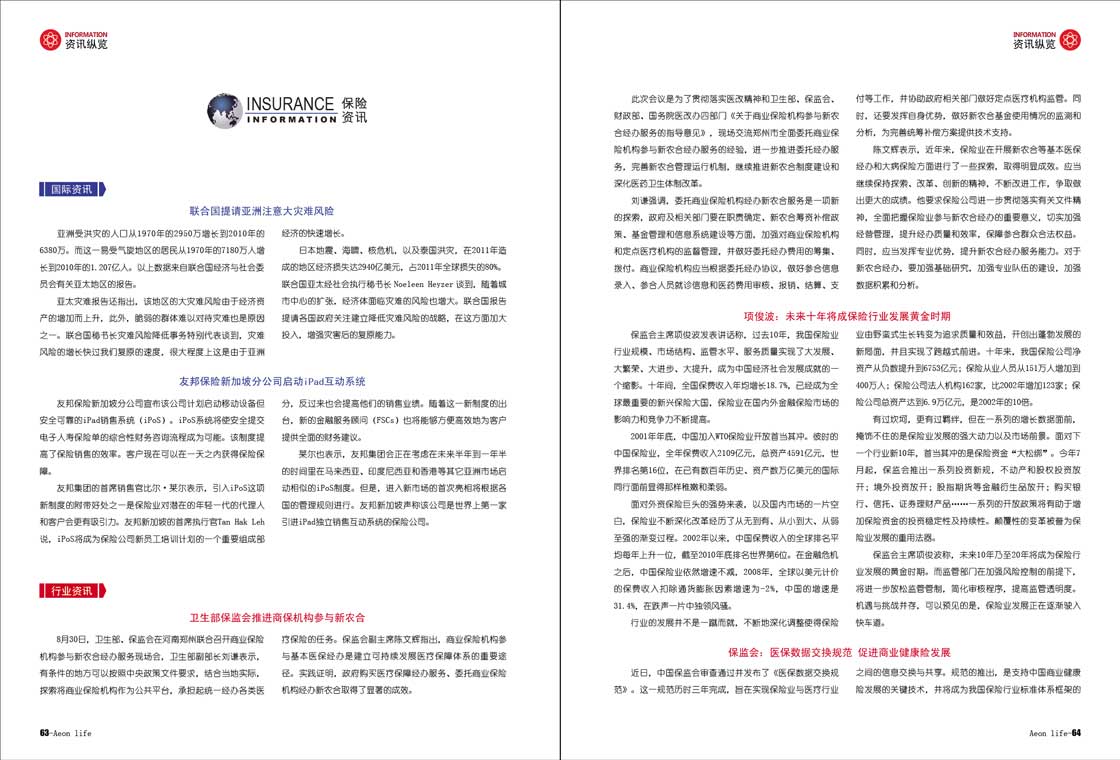 INFORMATION
资讯纵览
INSURANCE 保险
INFORMATION 资讯
国际资讯
联合国提请亚洲注意大灾难风险
亚洲受洪灾的人口从1970年的2950万增长到2010年的
6380万。而这一易受气旋地区的居民从1970年的7180万人增
长到2010年的1.207亿人。以上数据来自联合国经济与社会委
员会有关亚太地区的报告。
亚太灾难报告还指出，该地区的大灾难风险由于经济资
产的增加而上升，此外，脆弱的群体难以对待灾难也是原因
之一。联合国秘书长灾难风险降低事务特别代表谈到，灾难
风险的增长快过我们复原的速度，很大程度上这是由于亚洲
经济的快速增长。
日本地震、海啸、核危机，以及泰国洪灾，在2011年造
成的地区经济损失达2940亿美元，占2011年全球损失的80%。
联合国亚太经社会执行秘书长 Noeleen Heyzer 谈到，随着城
市中心的扩张，经济体面临灾难的风险也增大。联合国报告
提请各国政府关注建立降低灾难风险的战略，在这方面加大
投入，增强灾害后的复原能力。
友邦保险新加坡分公司启动iPad互动系统
友邦保险新加坡分公司宣布该公司计划启动移动设备但
安全可靠的iPad销售系统（iPoS）。iPoS系统将使安全提交
电子人寿保险单的综合性财务咨询流程成为可能。该制度提
高了保险销售的效率。客户现在可以在一天之内获得保险保
障。
友邦集团的首席销售官比尔·莱尔表示，引入iPoS这项
新制度的附带好处之一是保险业对潜在的年轻一代的代理人
和客户会更有吸引力。友邦新加坡的首席执行官Tan Hak Leh
说，iPoS将成为保险公司新员工培训计划的一个重要组成部
分，反过来也会提高他们的销售业绩。随着这一新制度的出
台，新的金融服务顾问（FSCs）也将能够方便高效地为客户
提供全面的财务建议。
莱尔也表示，友邦集团会正在考虑在未来半年到一年半
的时间里在马来西亚、印度尼西亚和香港等其它亚洲市场启
动相似的iPoS制度。但是，进入新市场的首次亮相将根据各
国的管理规则进行。友邦新加坡声称该公司是世界上第一家
引进iPad独立销售互动系统的保险公司。
行业资讯
卫生部保监会推进商保机构参与新农合
8月30日，卫生部、保监会在河南郑州联合召开商业保险
机构参与新农合经办服务现场会，卫生部副部长刘谦表示，
有条件的地方可以按照中央政策文件要求，结合当地实际，
探索将商业保险机构作为公共平台，承担起统一经办各类医
疗保险的任务。保监会副主席陈文辉指出，商业保险机构参
与基本医保经办是建立可持续发展医疗保障体系的重要途
径。实践证明，政府购买医疗保障经办服务、委托商业保险
机构经办新农合取得了显著的成效。
63-Aeon life
INFORMATION
资讯纵览
此次会议是为了贯彻落实医改精神和卫生部、保监会、
财政部、国务院医改办四部门《关于商业保险机构参与新农
合经办服务的指导意见》，现场交流郑州市全面委托商业保
险机构参与新农合经办服务的经验，进一步推进委托经办服
务，完善新农合管理运行机制，继续推进新农合制度建设和
深化医药卫生体制改革。
刘谦强调，委托商业保险机构经办新农合服务是一项新
的探索，政府及相关部门要在职责确定、新农合筹资补偿政
策、基金管理和信息系统建设等方面，加强对商业保险机构
和定点医疗机构的监督管理，并做好委托经办费用的筹集、
拨付。商业保险机构应当根据委托经办协议，做好参合信息
录入、参合人员就诊信息和医药费用审核、报销、结算、支
付等工作，并协助政府相关部门做好定点医疗机构监管。同
时，还要发挥自身优势，做好新农合基金使用情况的监测和
分析，为完善统筹补偿方案提供技术支持。
陈文辉表示，近年来，保险业在开展新农合等基本医保
经办和大病保险方面进行了一些探索，取得明显成效。应当
继续保持探索、改革、创新的精神，不断改进工作，争取做
出更大的成绩。他要求保险公司进一步贯彻落实有关文件精
神，全面把握保险业参与新农合经办的重要意义，切实加强
经营管理，提升经办质量和效率，保障参合群众合法权益。
同时，应当发挥专业优势，提升新农合经办服务能力。对于
新农合经办，要加强基础研究，加强专业队伍的建设，加强
数据积累和分析。
项俊波：未来十年将成保险行业发展黄金时期
保监会主席项俊波发表讲话称，过去10年，我国保险业
行业规模、市场结构、监管水平、服务质量实现了大发展、
大繁荣、大进步、大提升，成为中国经济社会发展成就的一
个缩影。十年间，全国保费收入年均增长18.7%，已经成为全
球最重要的新兴保险大国，保险业在国内外金融保险市场的
影响力和竞争力不断提高。
2001年年底，中国加入WTO保险业开放首当其冲。彼时的
中国保险业，全年保费收入2109亿元，总资产4591亿元，世
界排名第16位，在已有数百年历史、资产数万亿美元的国际
同行面前显得那样稚嫩和柔弱。
面对外资保险巨头的强势来袭，以及国内市场的一片空
白，保险业不断深化改革经历了从无到有、从小到大、从弱
至强的渐变过程。2002年以来，中国保费收入的全球排名平
均每年上升一位，截至2010年底排名世界第6位。在金融危机
之后，中国保险业依然增速不减，2008年，全球以美元计价
的保费收入扣除通货膨胀因素增速为-2%，中国的增速是
31.4%，在跌声一片中独领风骚。
行业的发展并不是一蹴而就，不断地深化调整使得保险
业由野蛮式生长转变为追求质量和效益，开创出蓬勃发展的
新局面，并且实现了跨越式前进。十年来，我国保险公司净
资产从负数提升到6753亿元；保险从业人员从151万人增加到
400万人；保险公司法人机构162家，比2002年增加123家；保
险公司总资产达到6.9万亿元，是2002年的10倍。
有过坎坷，更有过羁绊，但在一系列的增长数据面前，
掩饰不住的是保险业发展的强大动力以及市场前景。面对下
一个行业新10年，首当其冲的是保险资金“大松绑”。今年7
月起，保监会推出一系列投资新规，不动产和股权投资放
开；境外投资放开；股指期货等金融衍生品放开；购买银
行、信托、证券理财产品……一系列的开放政策将有助于增
加保险资金的投资稳定性及持续性。颠覆性的变革被誉为保
险业发展的重用法器。
保监会主席项俊波称，未来10年乃至20年将成为保险行
业发展的黄金时期。而监管部门在加强风险控制的前提下，
将进一步放松监管管制，简化审核程序，提高监管透明度。
机遇与挑战并存，可以预见的是，保险业发展正在逐渐驶入
快车道。
保监会：医保数据交换规范 促进商业健康险发展
近日，中国保监会审查通过并发布了《医保数据交换规
范》。这一规范历时三年完成，旨在实现保险业与医疗行业
之间的信息交换与共享。规范的推出，是支持中国商业健康
险发展的关键技术，并将成为我国保险行业标准体系框架的
Aeon life-64